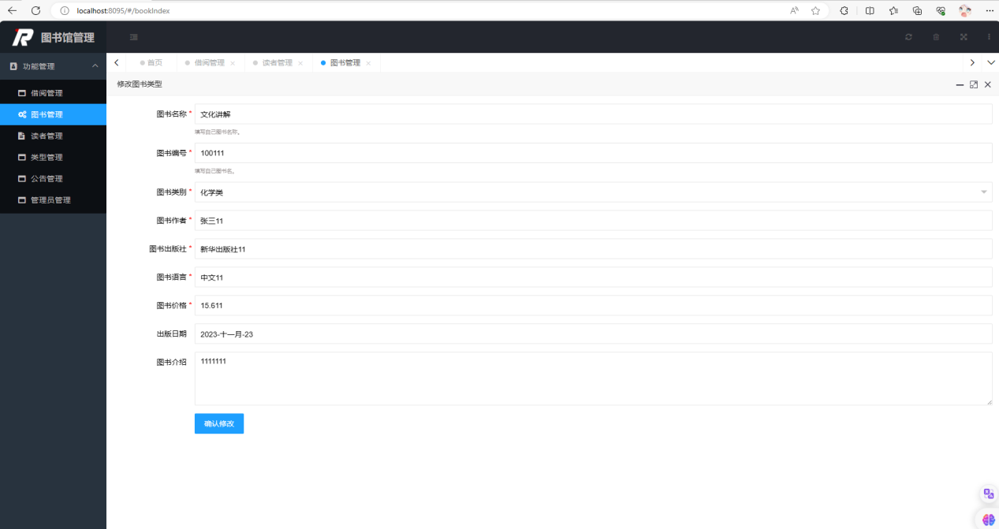 localhost:8095/#/bookIndex
图书馆管理
功能管理
借阅管理
图书管理
读者管理
类型管理
公告管理
管理员管理
首页 借阅管理 读者管理 图书管理
修改图书类型
图书名称 * 文化讲解
填写自己图书名称。
图书编号 * 100111
填写自己图书名。
图书类别 * 化学类
图书作者 * 张三11
图书出版社 * 新华出版社11
图书语言 * 中文11
图书价格 * 15.611
出版日期 2023-十一月-23
图书介绍 1111111
确认修改